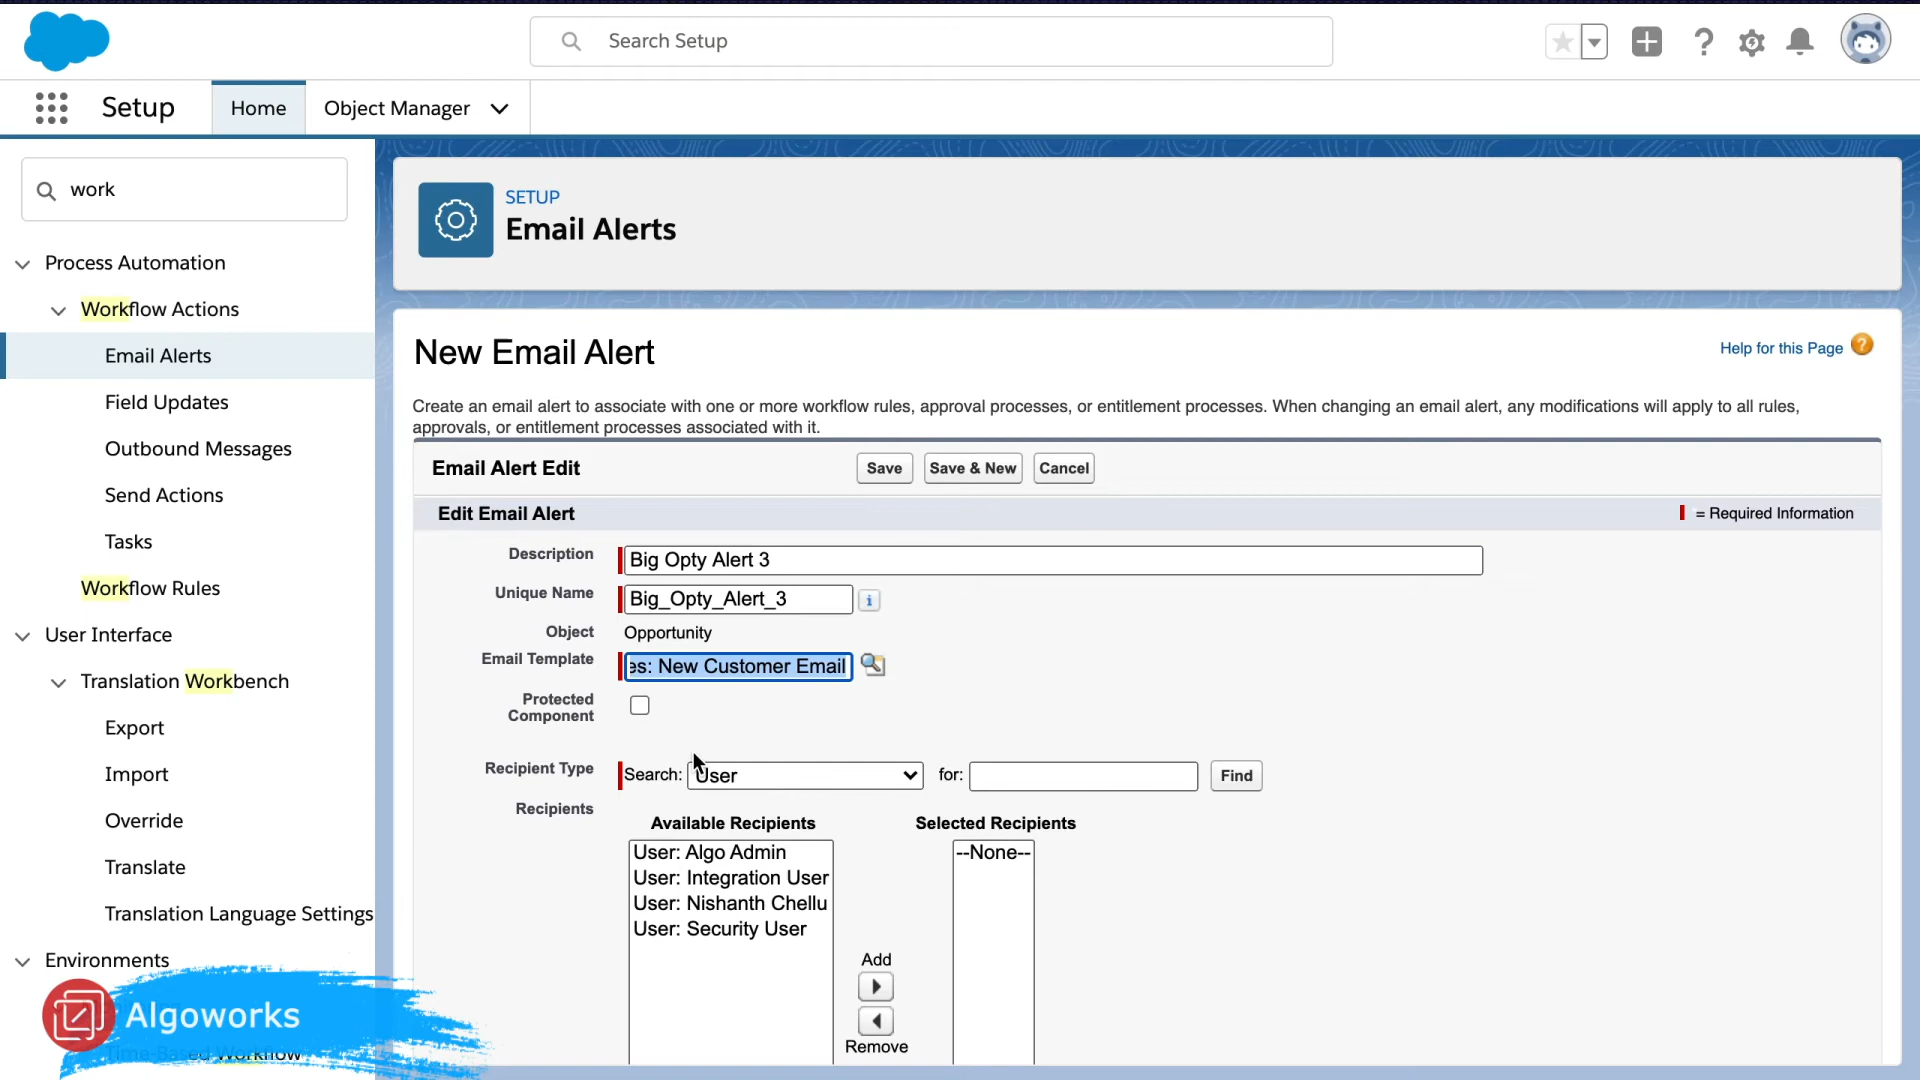 Search Setup
Setup
Home
Object Manager
work
Process Automation
Workflow Actions
Email Alerts
Field Updates
Outbound Messages
Send Actions
Tasks
Workflow Rules
User Interface
Translation Workbench
Export
Import
Override
Translate
Translation Language Settings
Environments
Algoworks
Time-Based Workflow
SETUP
Email Alerts
New Email Alert
Help for this Page ?
Create an email alert to associate with one or more workflow rules, approval processes, or entitlement processes. When changing an email alert, any modifications will apply to all rules,
approvals, or entitlement processes associated with it.
Email Alert Edit
Save
Save & New
Cancel
Edit Email Alert
= Required Information
Description
Big Opty Alert 3
Unique Name
Big_Opty_Alert_3
i
Object
Opportunity
Email Template
es: New Customer Email
Protected
Component
Recipient Type
Search: User
for:
Find
Recipients
Available Recipients
Selected Recipients
User: Algo Admin
User: Integration User
User: Nishanth Chellu
User: Security User
--None--
Add
Remove